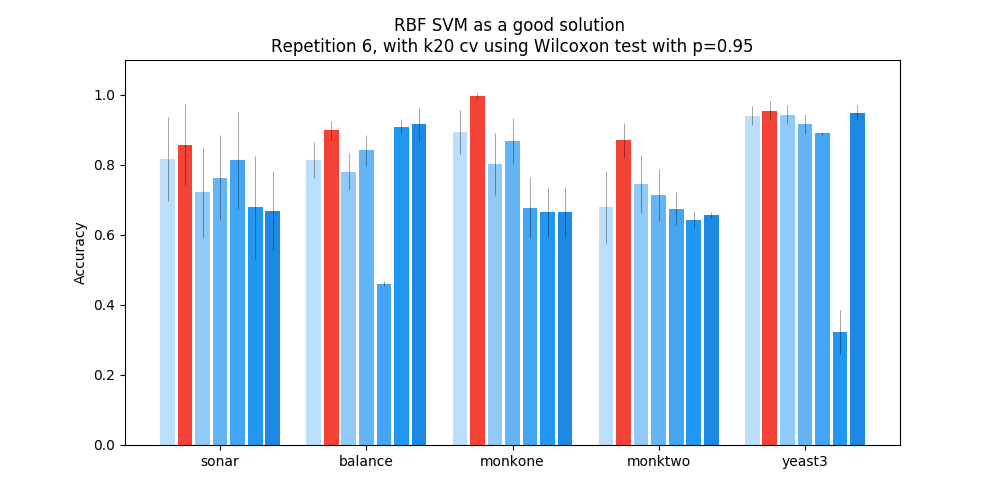 RBF SVM as a good solution
Repetition 6, with k20 cv using Wilcoxon test with p=0.95
Accuracy
1.0
0.8
0.6
0.4
0.2
0.0
sonar balance monkone monktwo yeast3